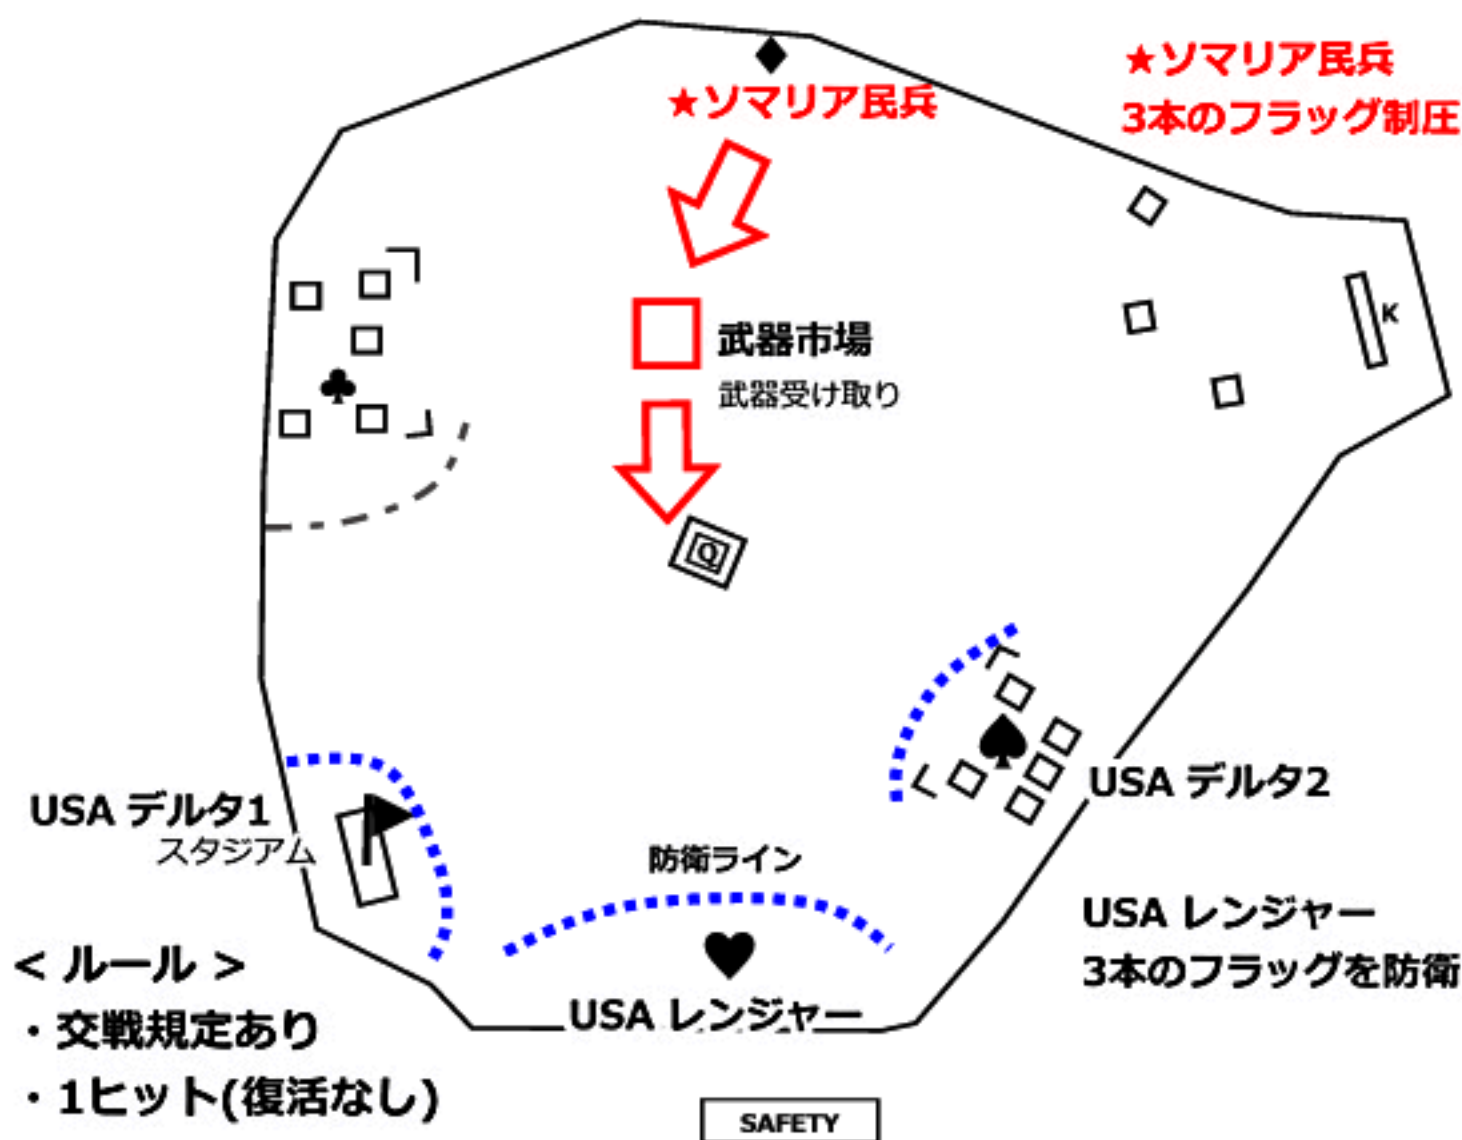 ★ソマリア民兵
3本のフラッグ制圧
★ソマリア民兵
K
武器市場
武器受け取り
Q
USA デルタ1
スタジアム
USA デルタ2
防衛ライン
USA レンジャー
3本のフラッグを防衛
USA レンジャー
< ルール >
・交戦規定あり
・1ヒット(復活なし)
SAFETY